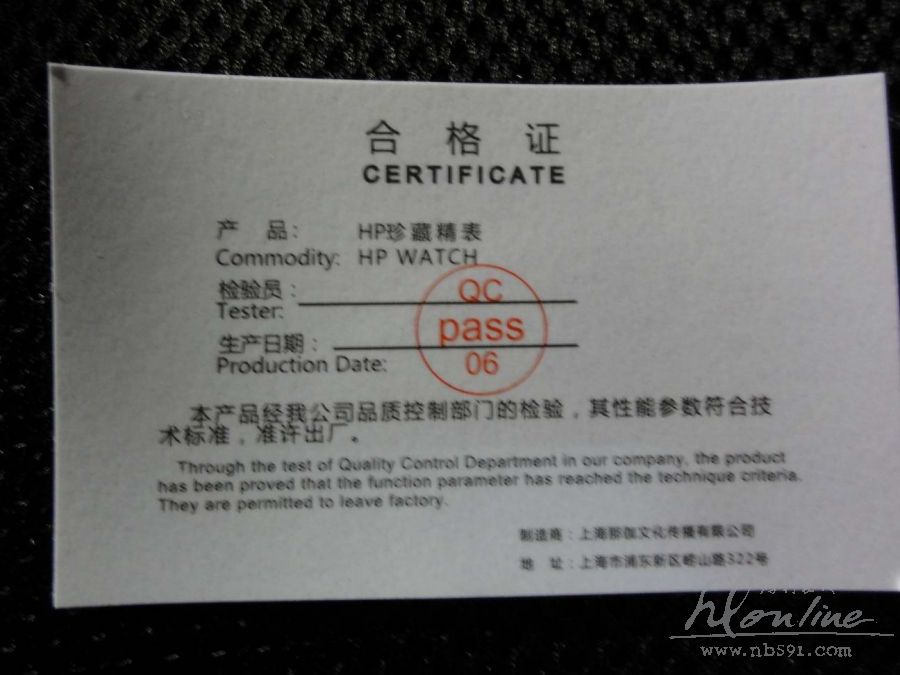 合格证
CERTIFICATE
产 品： HP珍藏精表
Commodity: HP WATCH
检验员：
Tester:
QC
pass
06
生产日期：
Production Date:
本产品经我公司品质控制部门的检验，其性能参数符合技
术标准，准许出厂。
Through the test of Quality Control Department in our company, the product
has been proved that the function parameter has reached the technique criteria.
They are permitted to leave factory.
制造商：上海那伽文化传播有限公司
地 址：上海市浦东新区崂山路322号
online
www.nb591.com